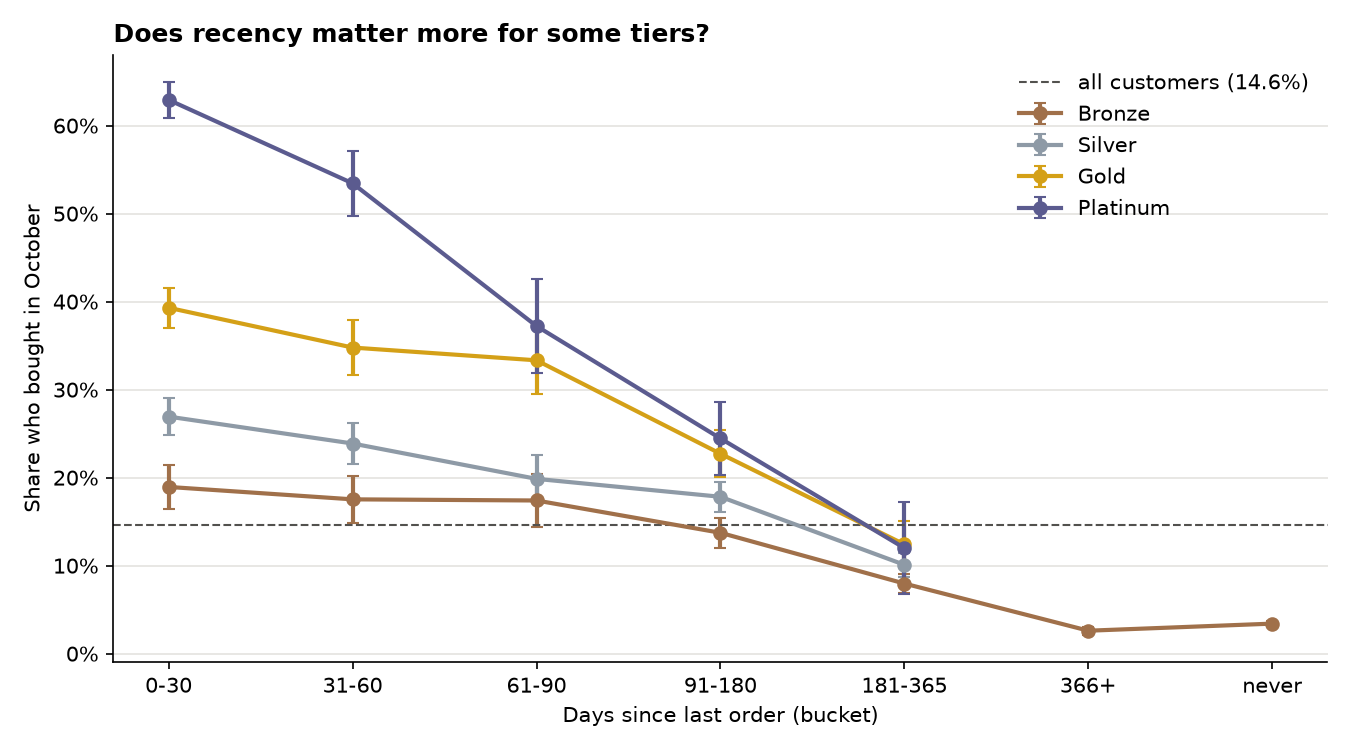 Does recency matter more for some tiers?
all customers (14.6%)
Bronze
Silver
Gold
Platinum
Share who bought in October
60%
50%
40%
30%
20%
10%
0%
0-30
31-60
61-90
91-180
181-365
366+
never
Days since last order (bucket)